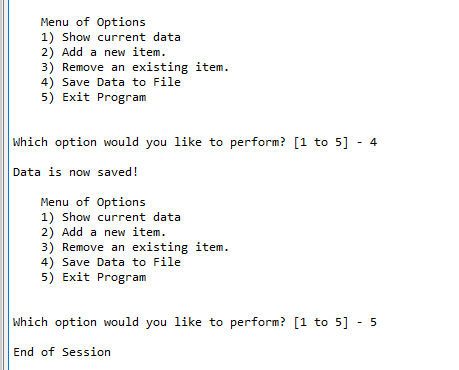 Menu of Options
1) Show current data
2) Add a new item.
3) Remove an existing item.
4) Save Data to File
5) Exit Program
Which option would you like to perform? [1 to 5] - 4
Data is now saved!
Menu of Options
1) Show current data
2) Add a new item.
3) Remove an existing item.
4) Save Data to File
5) Exit Program
Which option would you like to perform? [1 to 5] - 5
End of Session